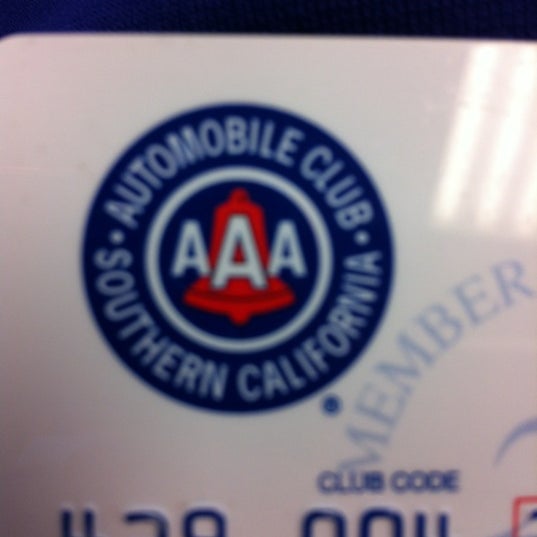 AUTOMOBILE CLUB
AAA
SOUTHERN CALIFORNIA
MEMBER
CLUB CODE